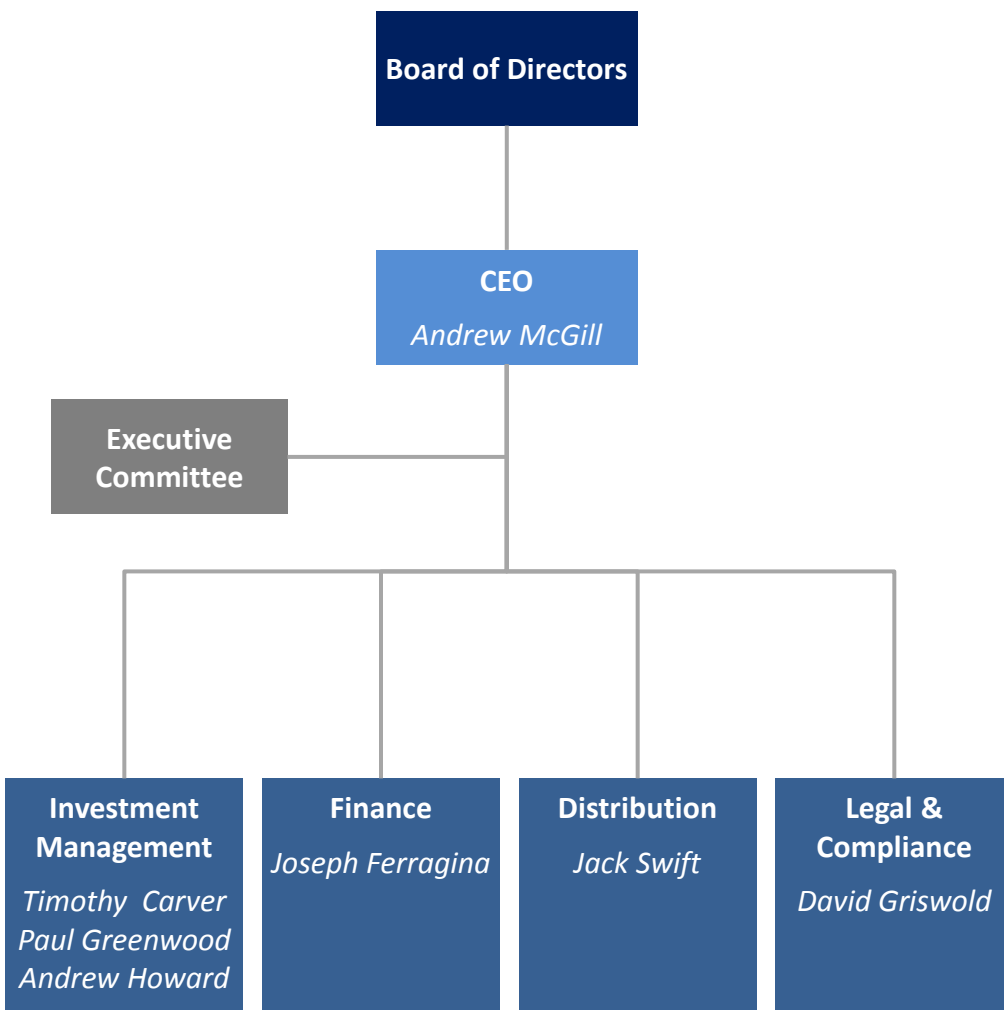 Board of Directors
CEO
Andrew McGill
Executive
Committee
Investment
Management
Timothy Carver
Paul Greenwood
Andrew Howard
Finance
Joseph Ferragina
Distribution
Jack Swift
Legal &
Compliance
David Griswold